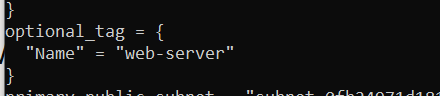 }
optional_tag = {
  "Name" = "web-server"
}